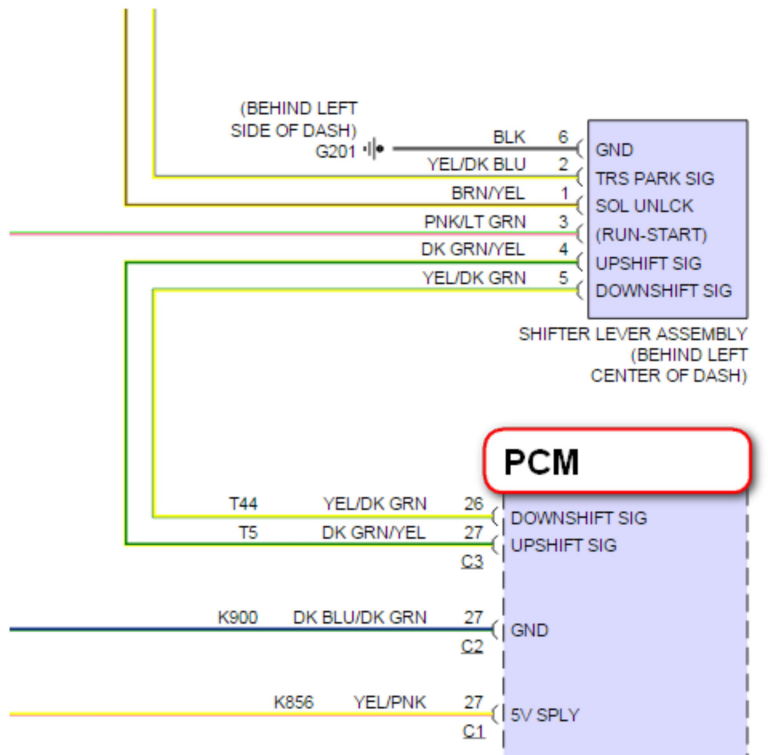 (BEHIND LEFT
SIDE OF DASH)
G201
BLK 6 GND
YEL/DK BLU 2 TRS PARK SIG
BRN/YEL 1 SOL UNLCK
PNK/LT GRN 3 (RUN-START)
DK GRN/YEL 4 UPSHIFT SIG
YEL/DK GRN 5 DOWNSHIFT SIG
SHIFTER LEVER ASSEMBLY
(BEHIND LEFT
CENTER OF DASH)
PCM
T44 YEL/DK GRN 26 DOWNSHIFT SIG
T5 DK GRN/YEL 27 UPSHIFT SIG
C3
K900 DK BLU/DK GRN 27 GND
C2
K856 YEL/PNK 27 5V SPLY
C1